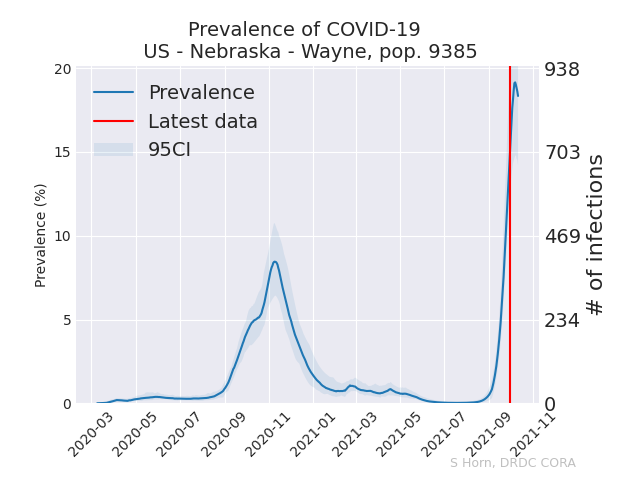 Prevalence of COVID-19
US - Nebraska - Wayne, pop. 9385
Prevalence
Latest data
95CI
Prevalence (%)
20
15
10
5
0
938
703
469
234
0
# of infections
2020-03
2020-05
2020-07
2020-09
2020-11
2021-01
2021-03
2021-05
2021-07
2021-09
2021-11
S Horn, DRDC CORA